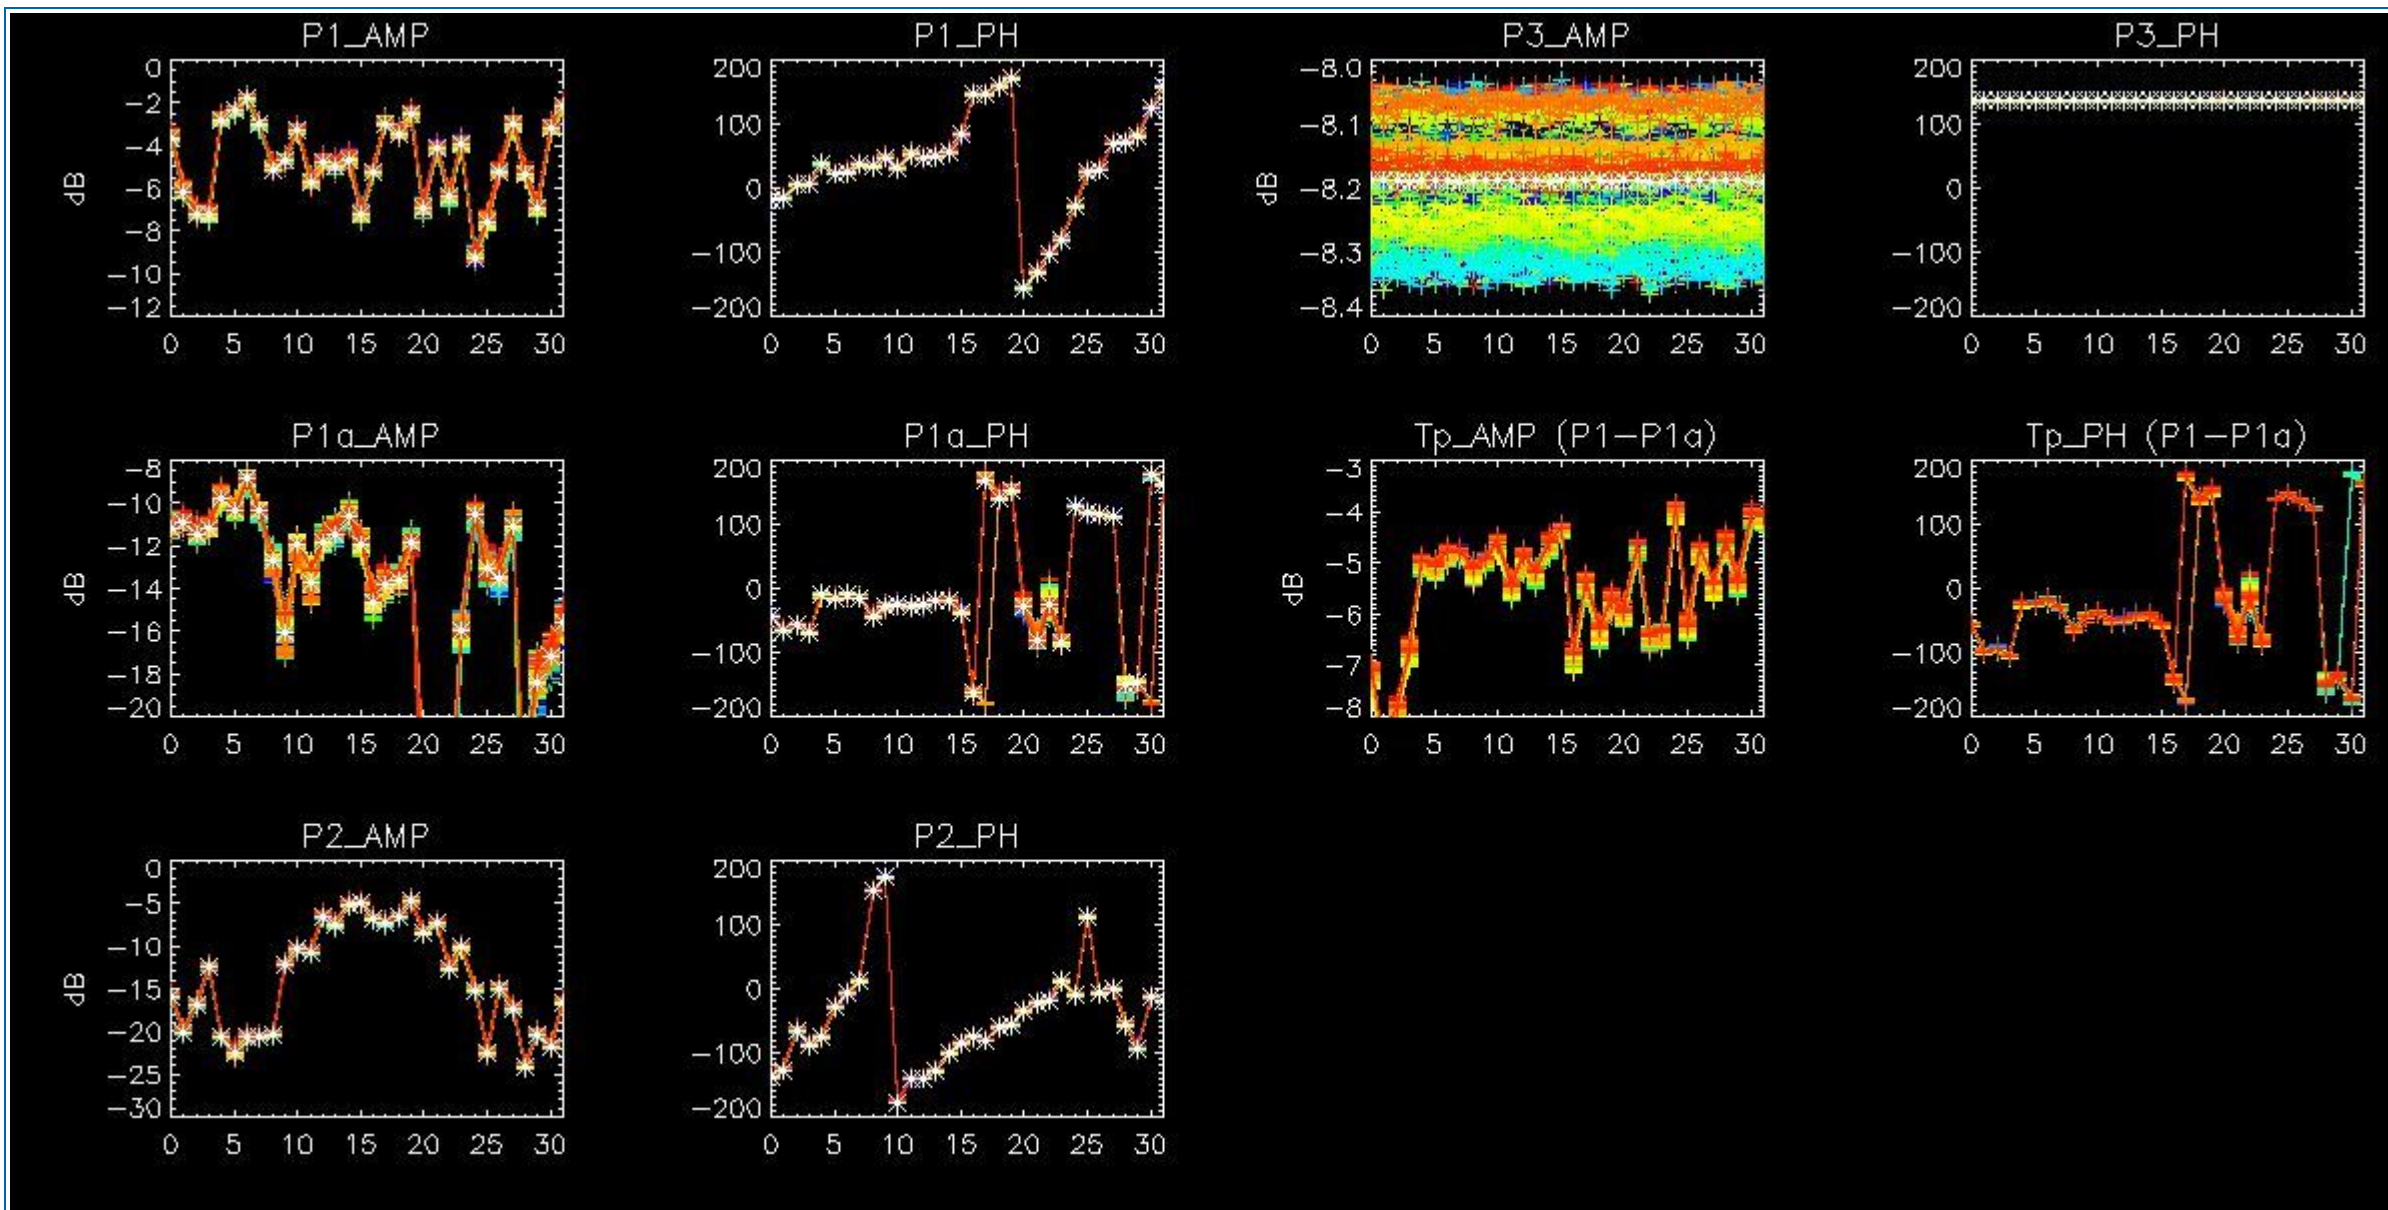 P1_AMP P1_PH P3_AMP P3_PH
0 200 -8.0 200
-2 100 -8.1 100
-4 0 -8.2 0
-6 -100 -8.3 -100
-8 -200 -8.4 -200
-10
-12
dB dB
0 5 10 15 20 25 30 0 5 10 15 20 25 30 0 5 10 15 20 25 30 0 5 10 15 20 25 30
P1a_AMP P1a_PH Tp_AMP (P1-P1a) Tp_PH (P1-P1a)
-8 200 -3 200
-10 100 -4 100
-12 0 -5 0
-14 -100 -6 -100
-16 -200 -7 -200
-18 -8
-20
dB dB
0 5 10 15 20 25 30 0 5 10 15 20 25 30 0 5 10 15 20 25 30 0 5 10 15 20 25 30
P2_AMP P2_PH
0 200
-5 100
-10 0
-15 -100
-20 -200
-25
-30
dB
0 5 10 15 20 25 30 0 5 10 15 20 25 30